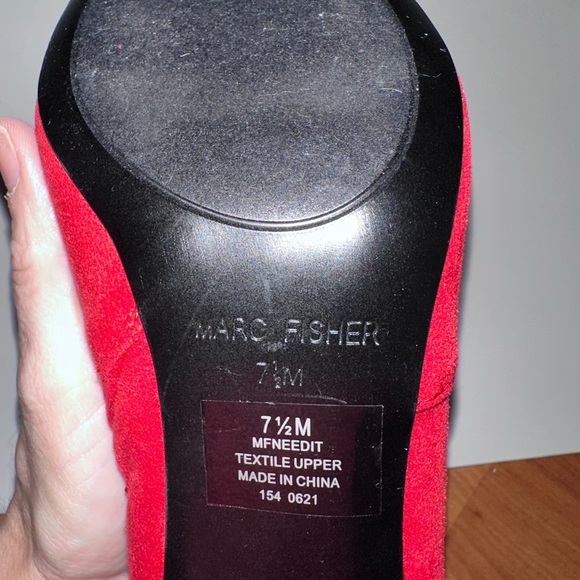 MARC FISHER
7½M
7½M
MFNEEDIT
TEXTILE UPPER
MADE IN CHINA
154 0621